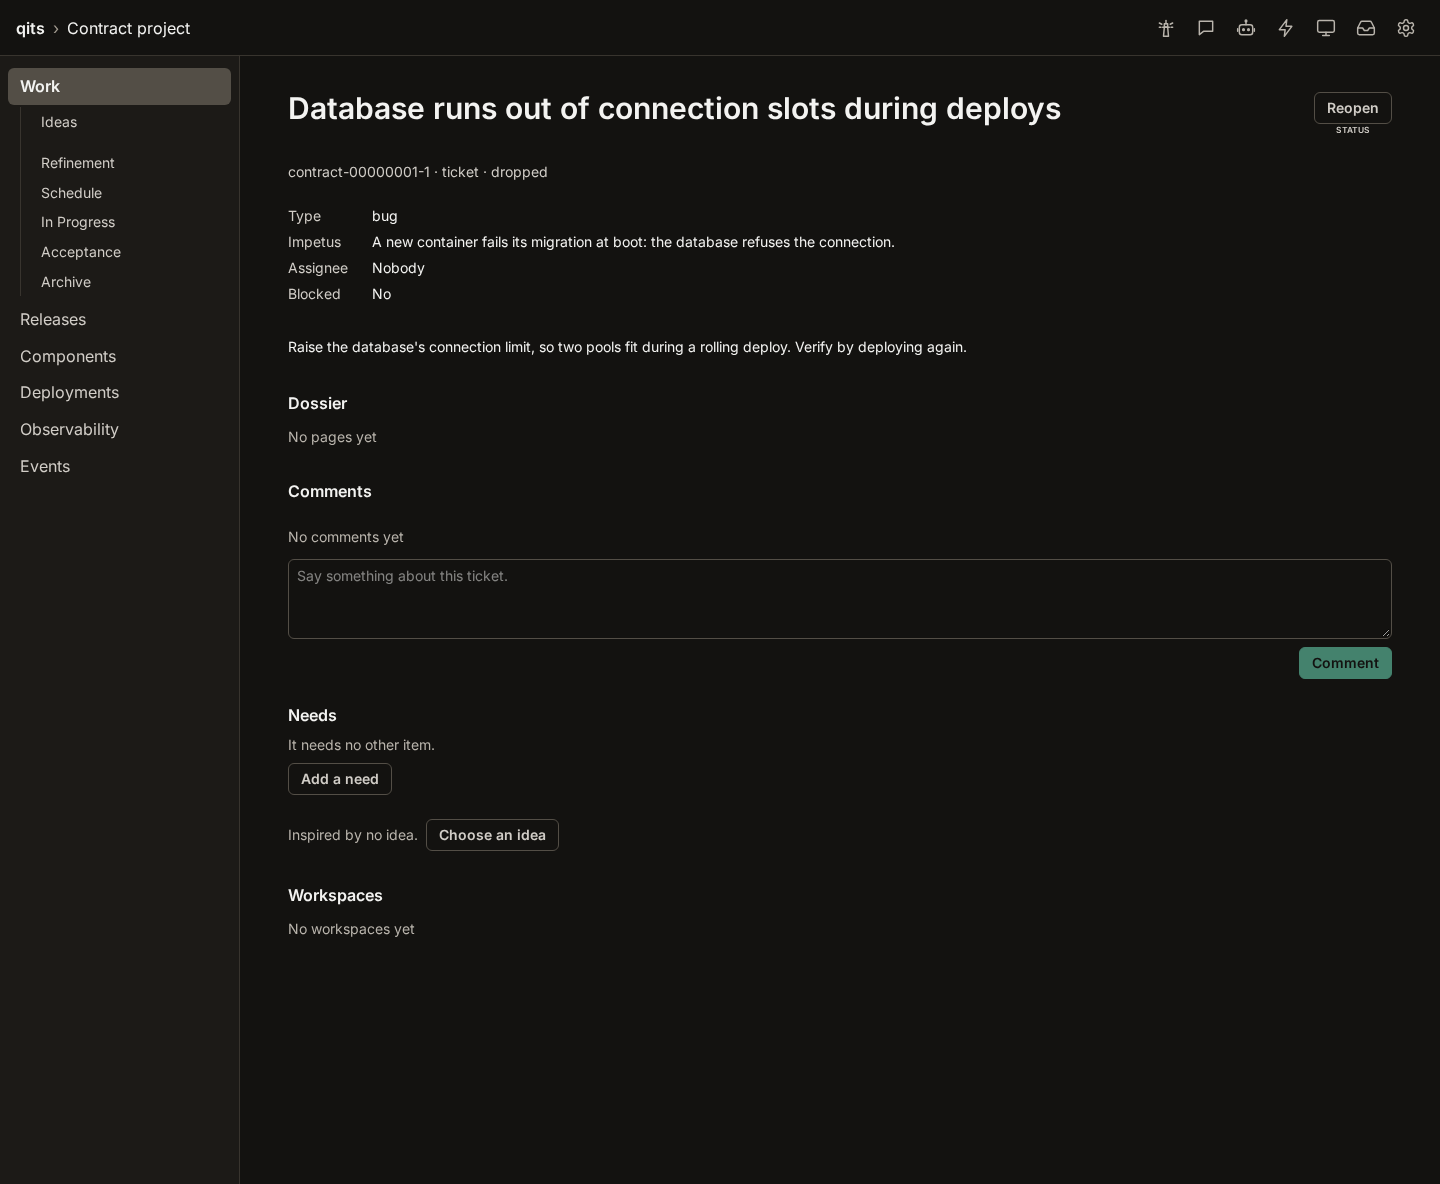 qits › Contract project
Work
Ideas
Refinement
Schedule
In Progress
Acceptance
Archive
Releases
Components
Deployments
Observability
Events
Database runs out of connection slots during deploys
Reopen
STATUS
contract-00000001-1 · ticket · dropped
Type bug
Impetus A new container fails its migration at boot: the database refuses the connection.
Assignee Nobody
Blocked No
Raise the database's connection limit, so two pools fit during a rolling deploy. Verify by deploying again.
Dossier
No pages yet
Comments
No comments yet
Say something about this ticket.
Comment
Needs
It needs no other item.
Add a need
Inspired by no idea. Choose an idea
Workspaces
No workspaces yet